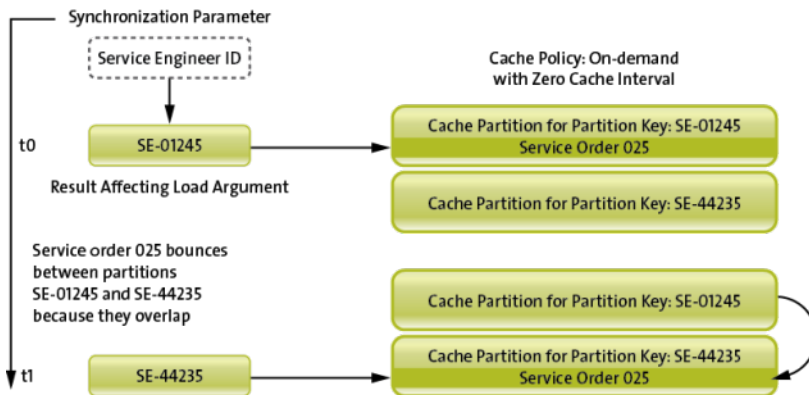 Synchronization Parameter
Service Engineer ID
Cache Policy: On-demand
with Zero Cache Interval
t0
SE-01245
Cache Partition for Partition Key: SE-01245
Service Order 025
Result Affecting Load Argument
Cache Partition for Partition Key: SE-44235
Service order 025 bounces
between partitions
SE-01245 and SE-44235
because they overlap
Cache Partition for Partition Key: SE-01245
t1
SE-44235
Cache Partition for Partition Key: SE-44235
Service Order 025